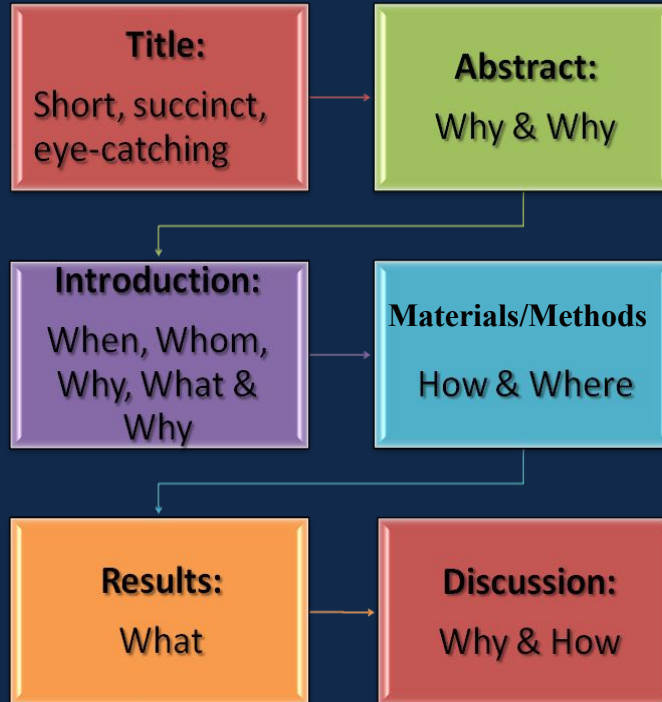 Title:
Short, succinct,
eye-catching
Abstract:
Why & Why
Introduction:
When, Whom,
Why, What &
Why
Materials/Methods
How & Where
Results:
What
Discussion:
Why & How